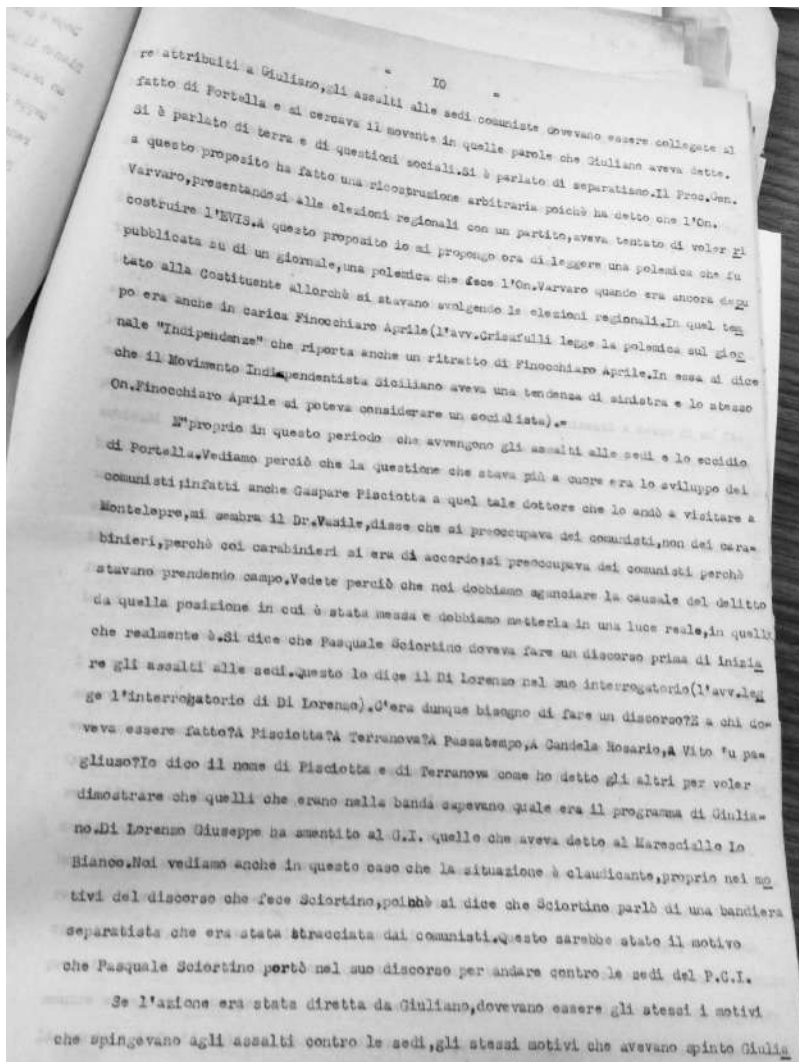 " IO "
re attribuiti a Giuliano,gli assalti alle sedi comuniste dovevano essere collegate al
fatto di Portella e si cercava il movente in quelle parole che Giuliano aveva dette.
Si è parlato di terra e di questioni sociali.Si è parlato di separatismo.Il Proc.Gen.
a questo proposito ha fatto una ricostruzione arbitraria poichè ha detto che l'On.
Varvaro,presentandosi alle elezioni regionali con un partito,aveva tentato di voler ri
costruire l'EVIS.A questo proposito io mi propongo ora di leggere una polemica che fu
pubblicata su di un giornale,una polemica che fece l'On.Varvaro quando era ancora depu
tato alla Costituente allorchè si stavano svolgendo le elezioni regionali.In quel tem
po era anche in carica Finocchiaro Aprile(l'avv.Crisafulli legge la polemica sul gior
nale "Indipendenze" che riporta anche un ritratto di Finocchiaro Aprile.In essa si dice
che il Movimento Indipendentista Siciliano aveva una tendenza di sinistra e lo stesso
On.Finocchiaro Aprile si poteva considerare un socialista).=
E"proprio in questo periodo che avvengono gli assalti alle sedi e lo eccidio
di Portella.Vediamo perciò che la questione che stava più a cuore era lo sviluppo dei
comunisti;infatti anche Gaspare Pisciotta a quel tale dottore che lo andò a visitare a
Montelepre,mi sembra il Dr.Vasile,disse che si preoccupava dei comunisti,non dei cara=
binieri,perchè coi carabinieri si era di accordo;si preoccupava dei comunisti perchè
stavano prendendo campo.Vedete perciò che noi dobbiamo sganciare la causale del delitto
da quella posizione in cui è stata messa e dobbiamo metterla in una luce reale,in quella
che realmente è.Si dice che Pasquale Sciortino doveva fare un discorso prima di inizia
re gli assalti alle sedi.Questo lo dice il Di Lorenzo nel suo interrogatorio(l'avv.leg
ge l'interrogatorio di Di Lorenzo).C'era dunque bisogno di fare un discorso?E a chi do=
veva essere fatto?A Pisciotta?A Terranova?A Passatempo,A Candela Rosario,A Vito 'u pa=
gliuso?Io dico il nome di Pisciotta e di Terranova come ho detto gli altri per voler
dimostrare che quelli che erano nella banda sapevano quale era il programma di Giulia=
no.Di Lorenzo Giuseppe ha smentito al G.I. quello che aveva detto al Maresciallo Lo
Bianco.Noi vediamo anche in questo caso che la situazione è claudicante,proprio nei mo
tivi del discorso che fece Sciortino,poichè si dice che Sciortino parlò di una bandiera
separatista che era stata stracciata dai comunisti.Questo sarebbe stato il motivo
che Pasquale Sciortino portò nel suo discorso per andare contro le sedi del P.C.I.
Se l'azione era stata diretta da Giuliano,dovevano essere gli stessi i motivi
che spingevano agli assalti contro le sedi,gli stessi motivi che avevano spinto Giulia